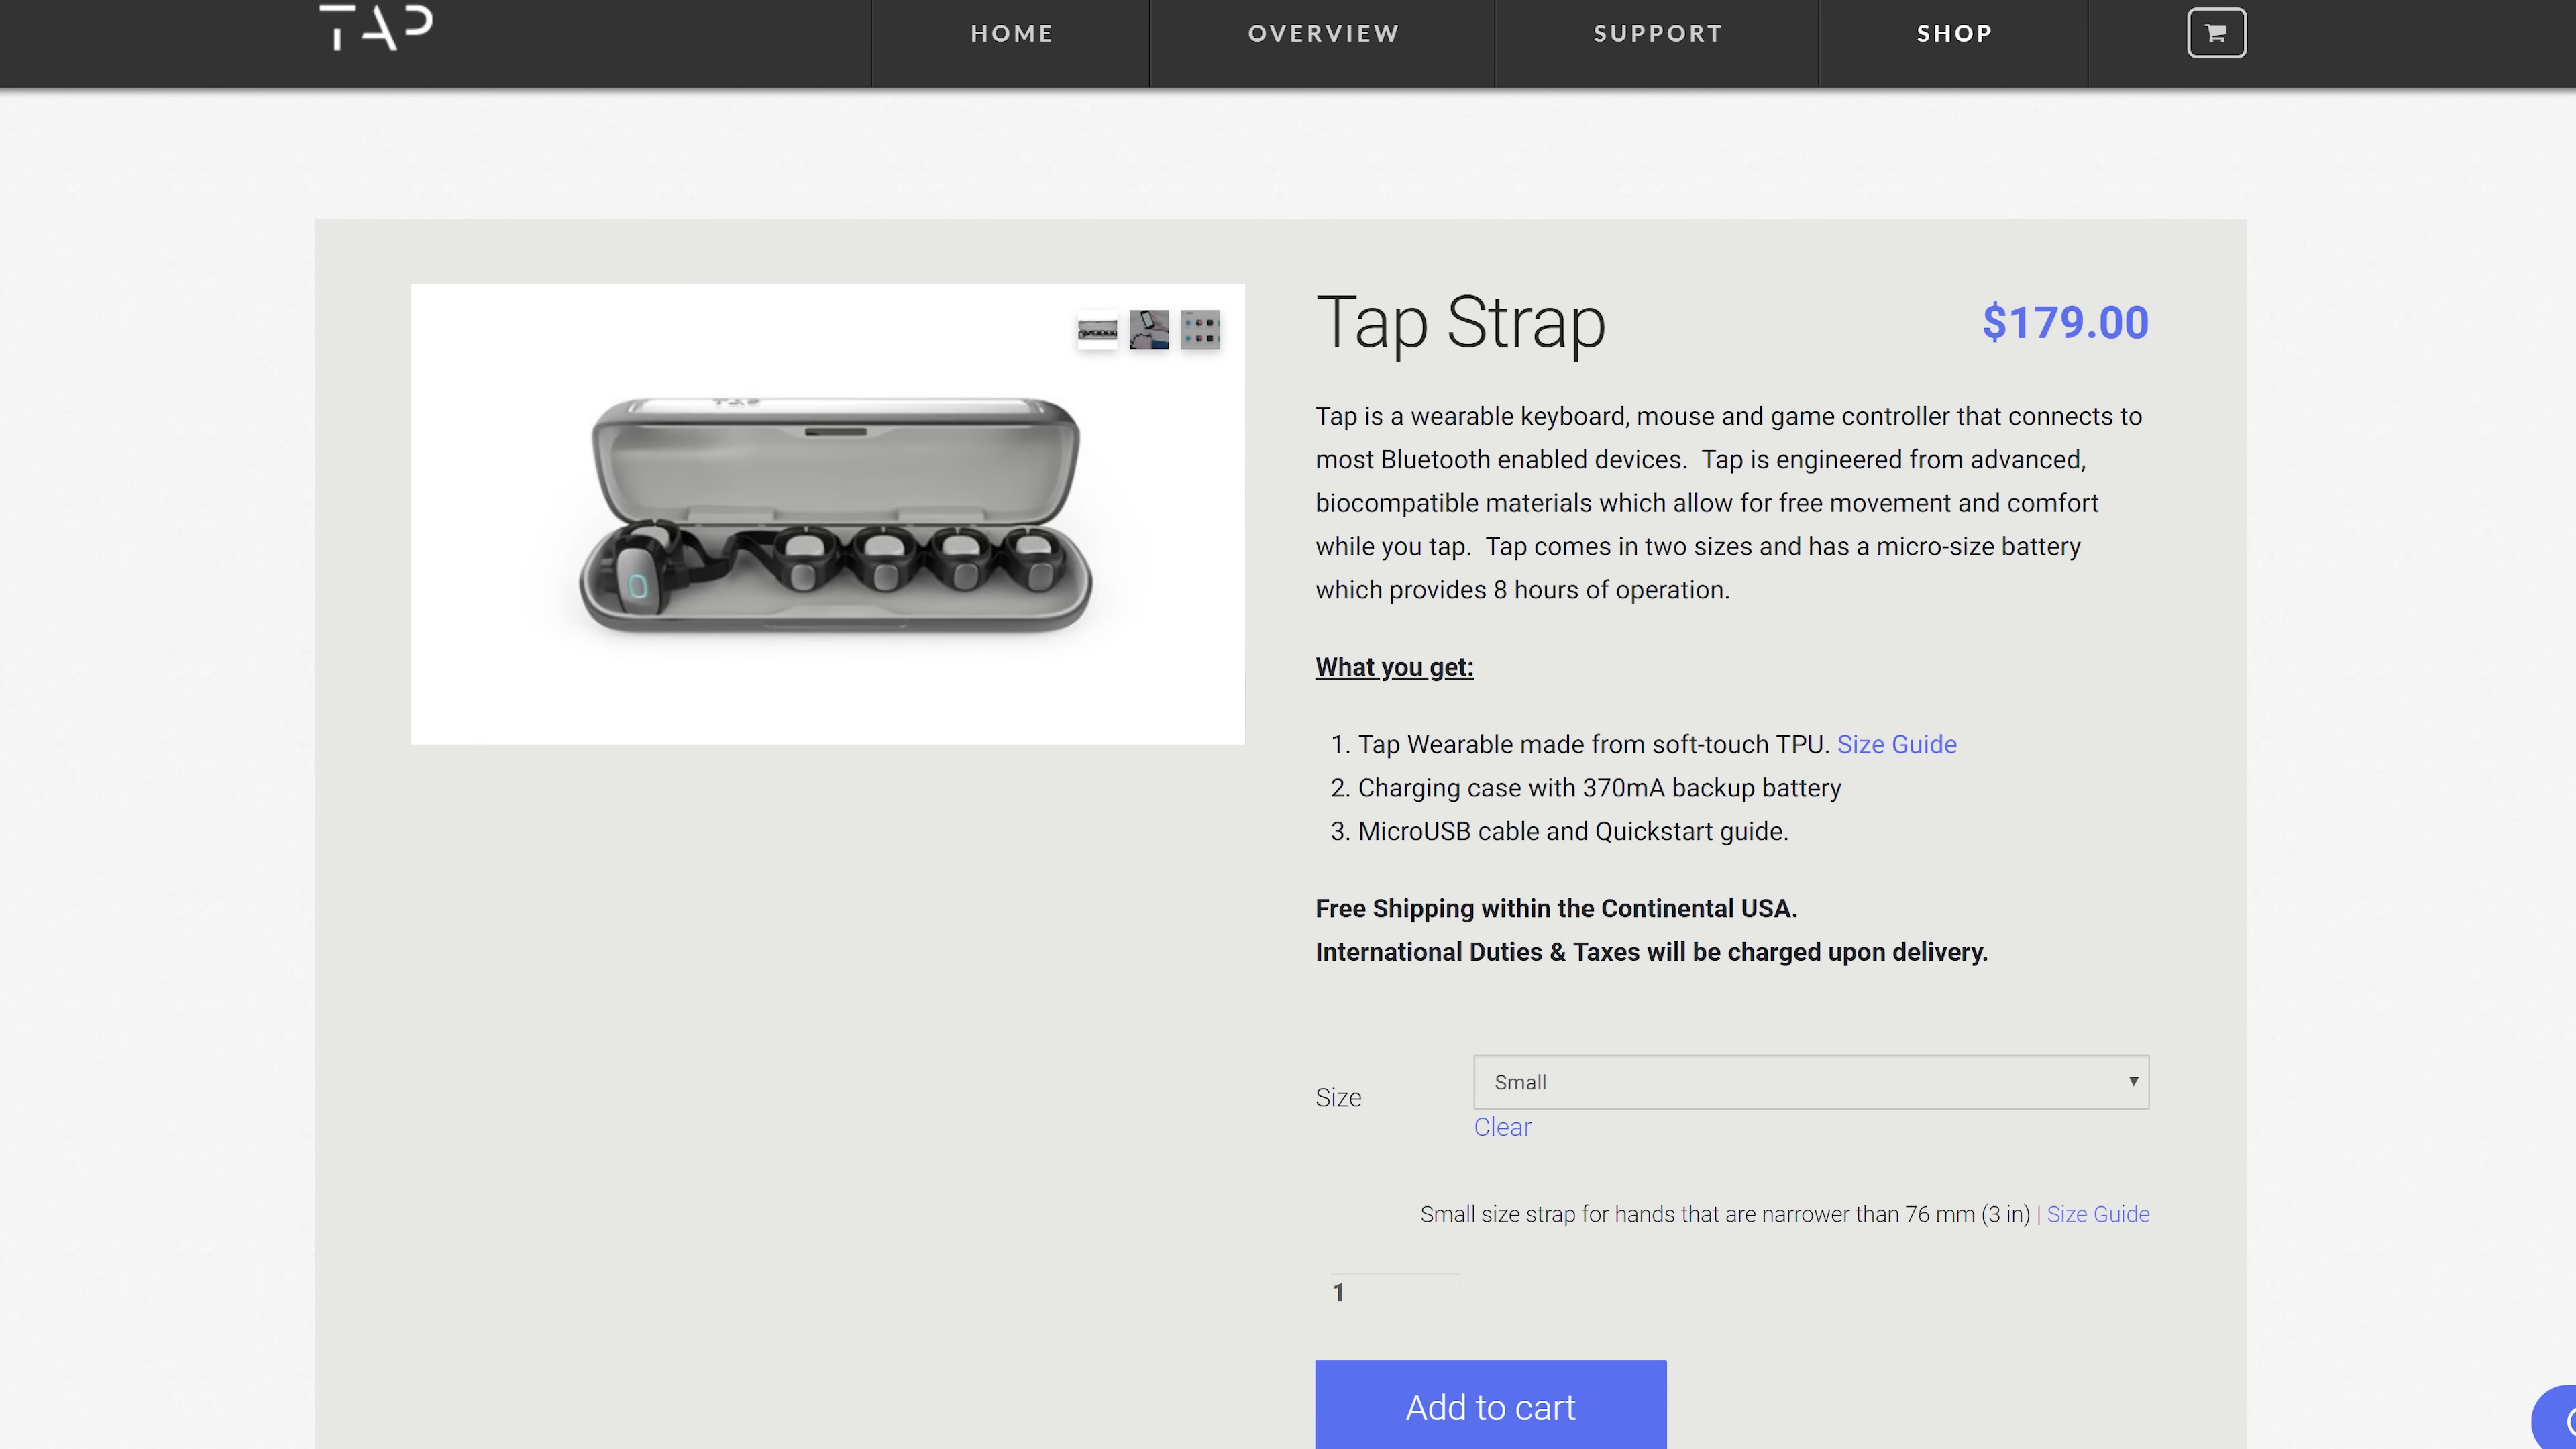 TAP
HOME
OVERVIEW
SUPPORT
SHOP
Tap Strap
$179.00
Tap is a wearable keyboard, mouse and game controller that connects to
most Bluetooth enabled devices. Tap is engineered from advanced,
biocompatible materials which allow for free movement and comfort
while you tap. Tap comes in two sizes and has a micro-size battery
which provides 8 hours of operation.
What you get:
1. Tap Wearable made from soft-touch TPU. Size Guide
2. Charging case with 370mA backup battery
3. MicroUSB cable and Quickstart guide.
Free Shipping within the Continental USA.
International Duties & Taxes will be charged upon delivery.
Size
Small
Clear
Small size strap for hands that are narrower than 76 mm (3 in) | Size Guide
1
Add to cart